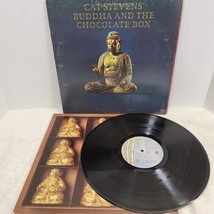 CAT STEVENS
BUDDHA AND THE
CHOCOLATE BOX